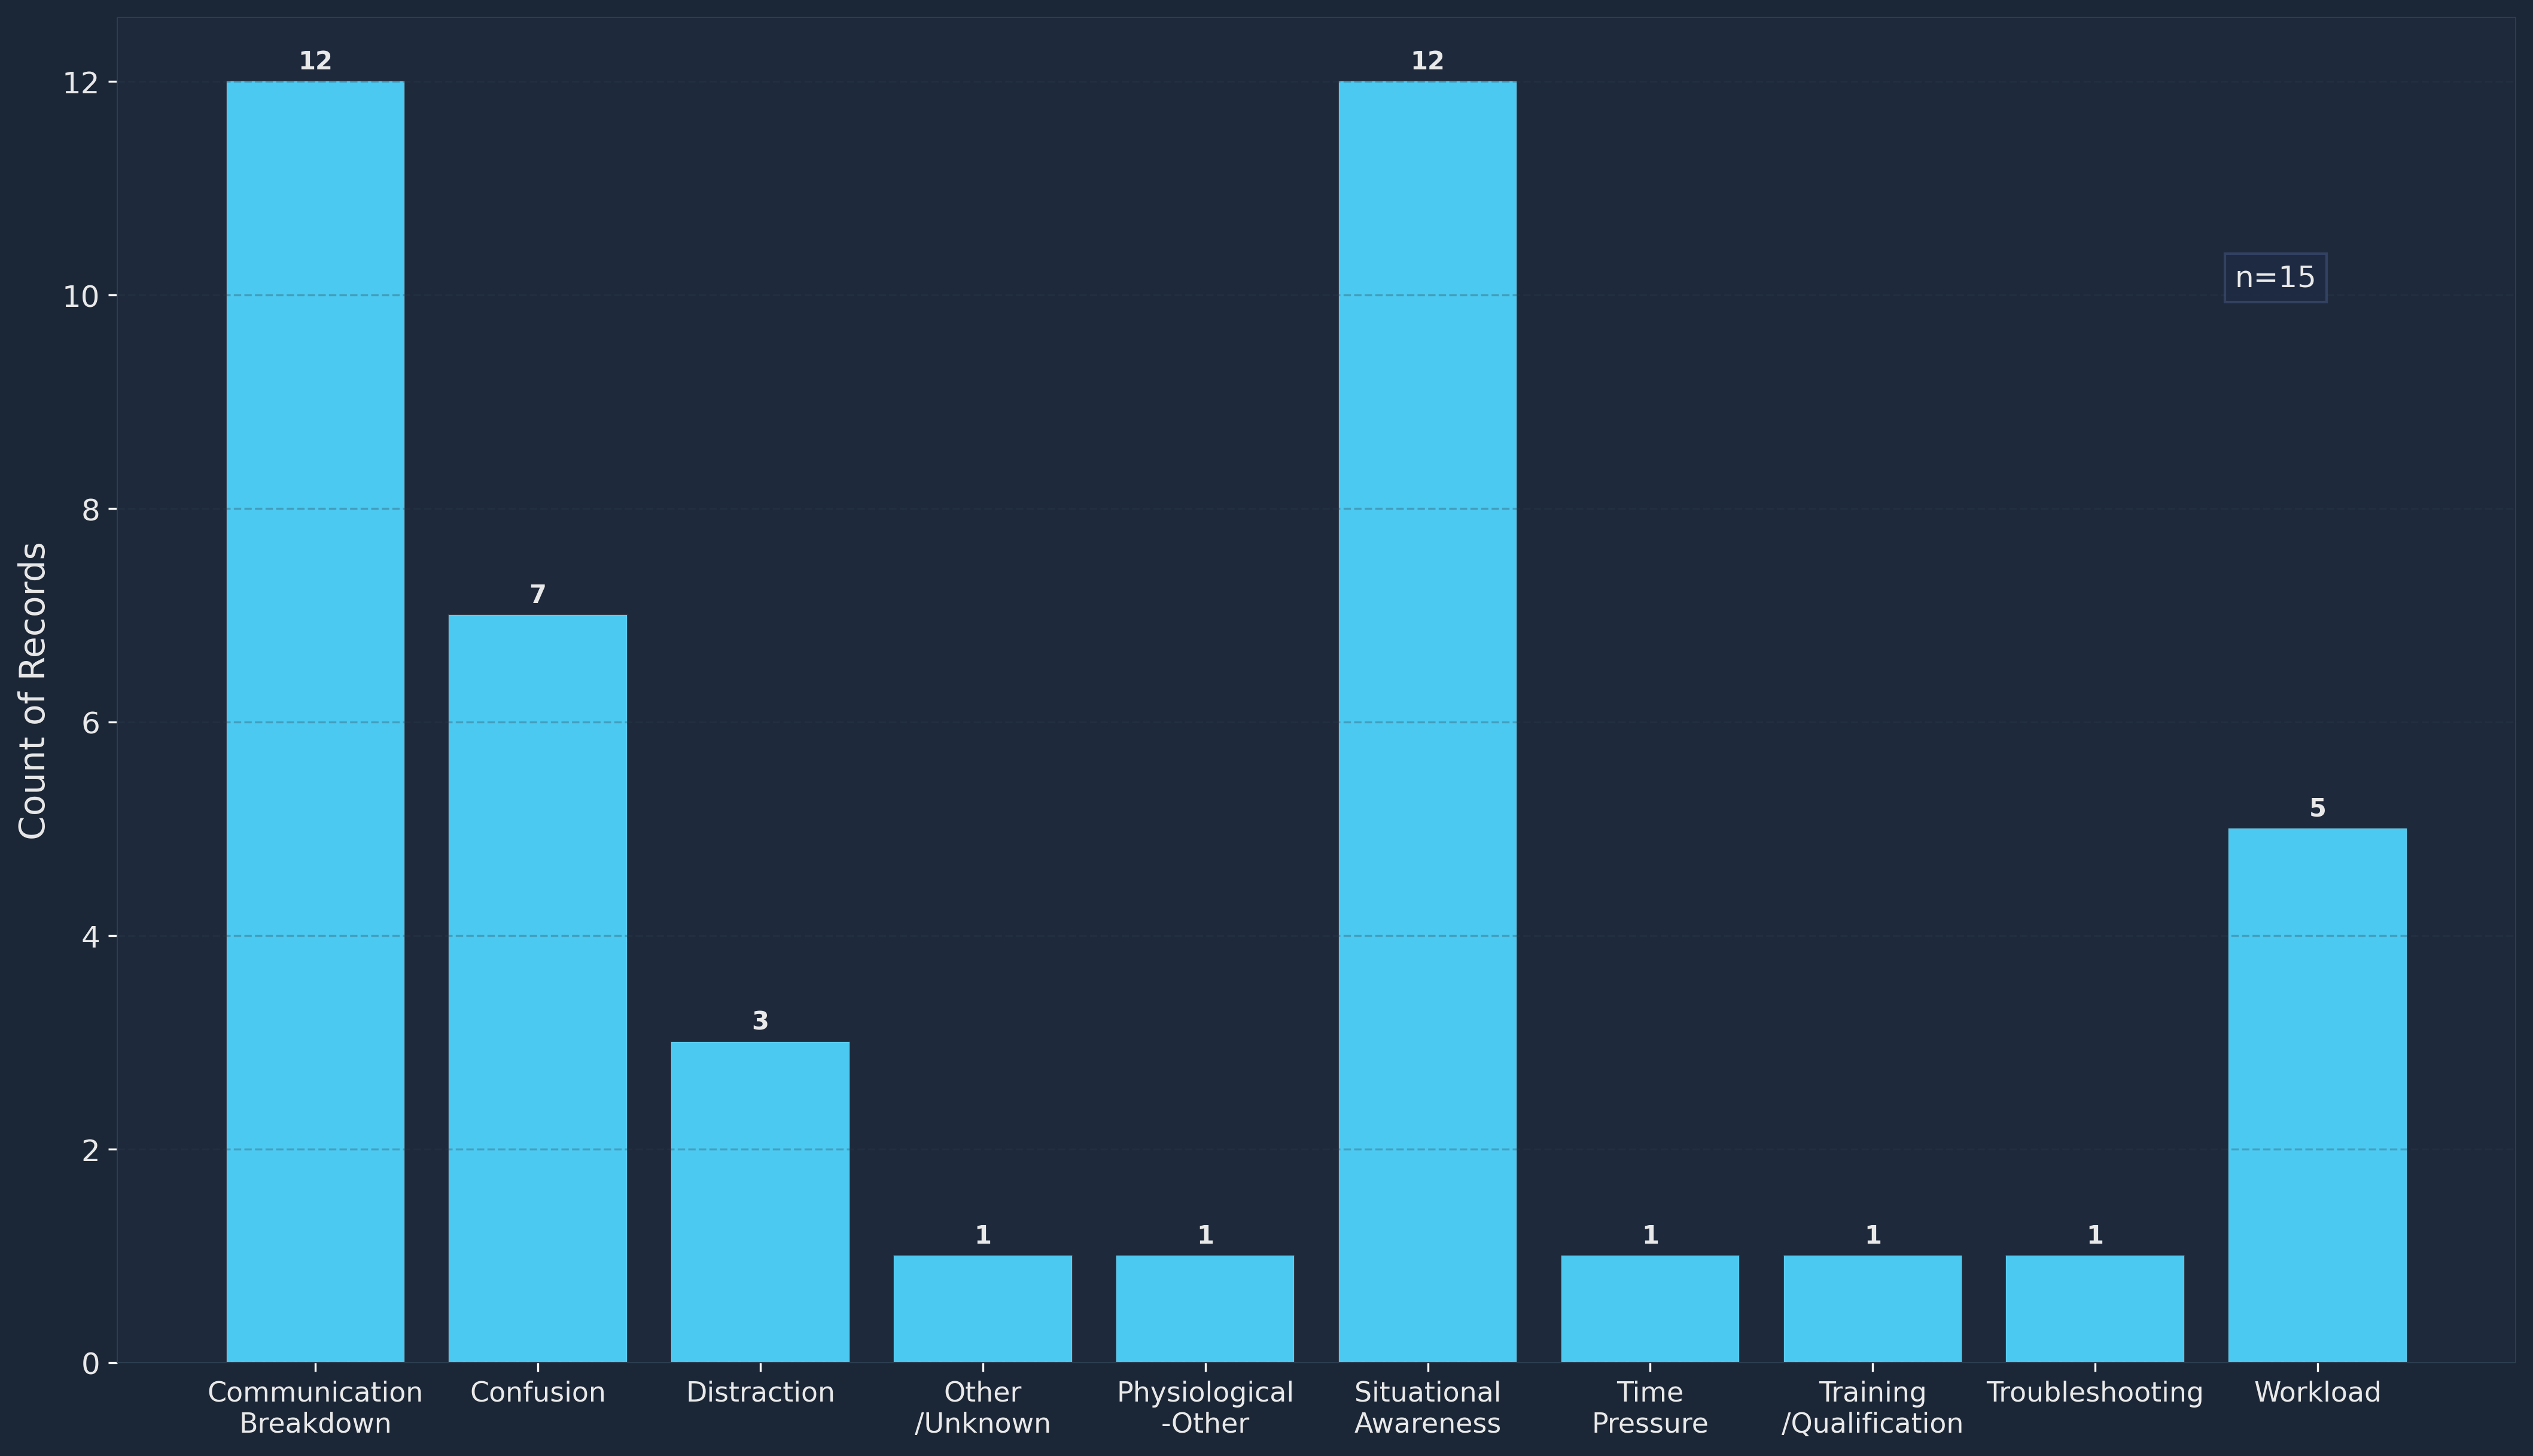 12
12
12
n=15
10
8
7
6
Count of Records
5
4
3
2
1
1
1
1
1
0
Communication
Breakdown
Confusion
Distraction
Other
/Unknown
Physiological
-Other
Situational
Awareness
Time
Pressure
Training
/Qualification
Troubleshooting
Workload